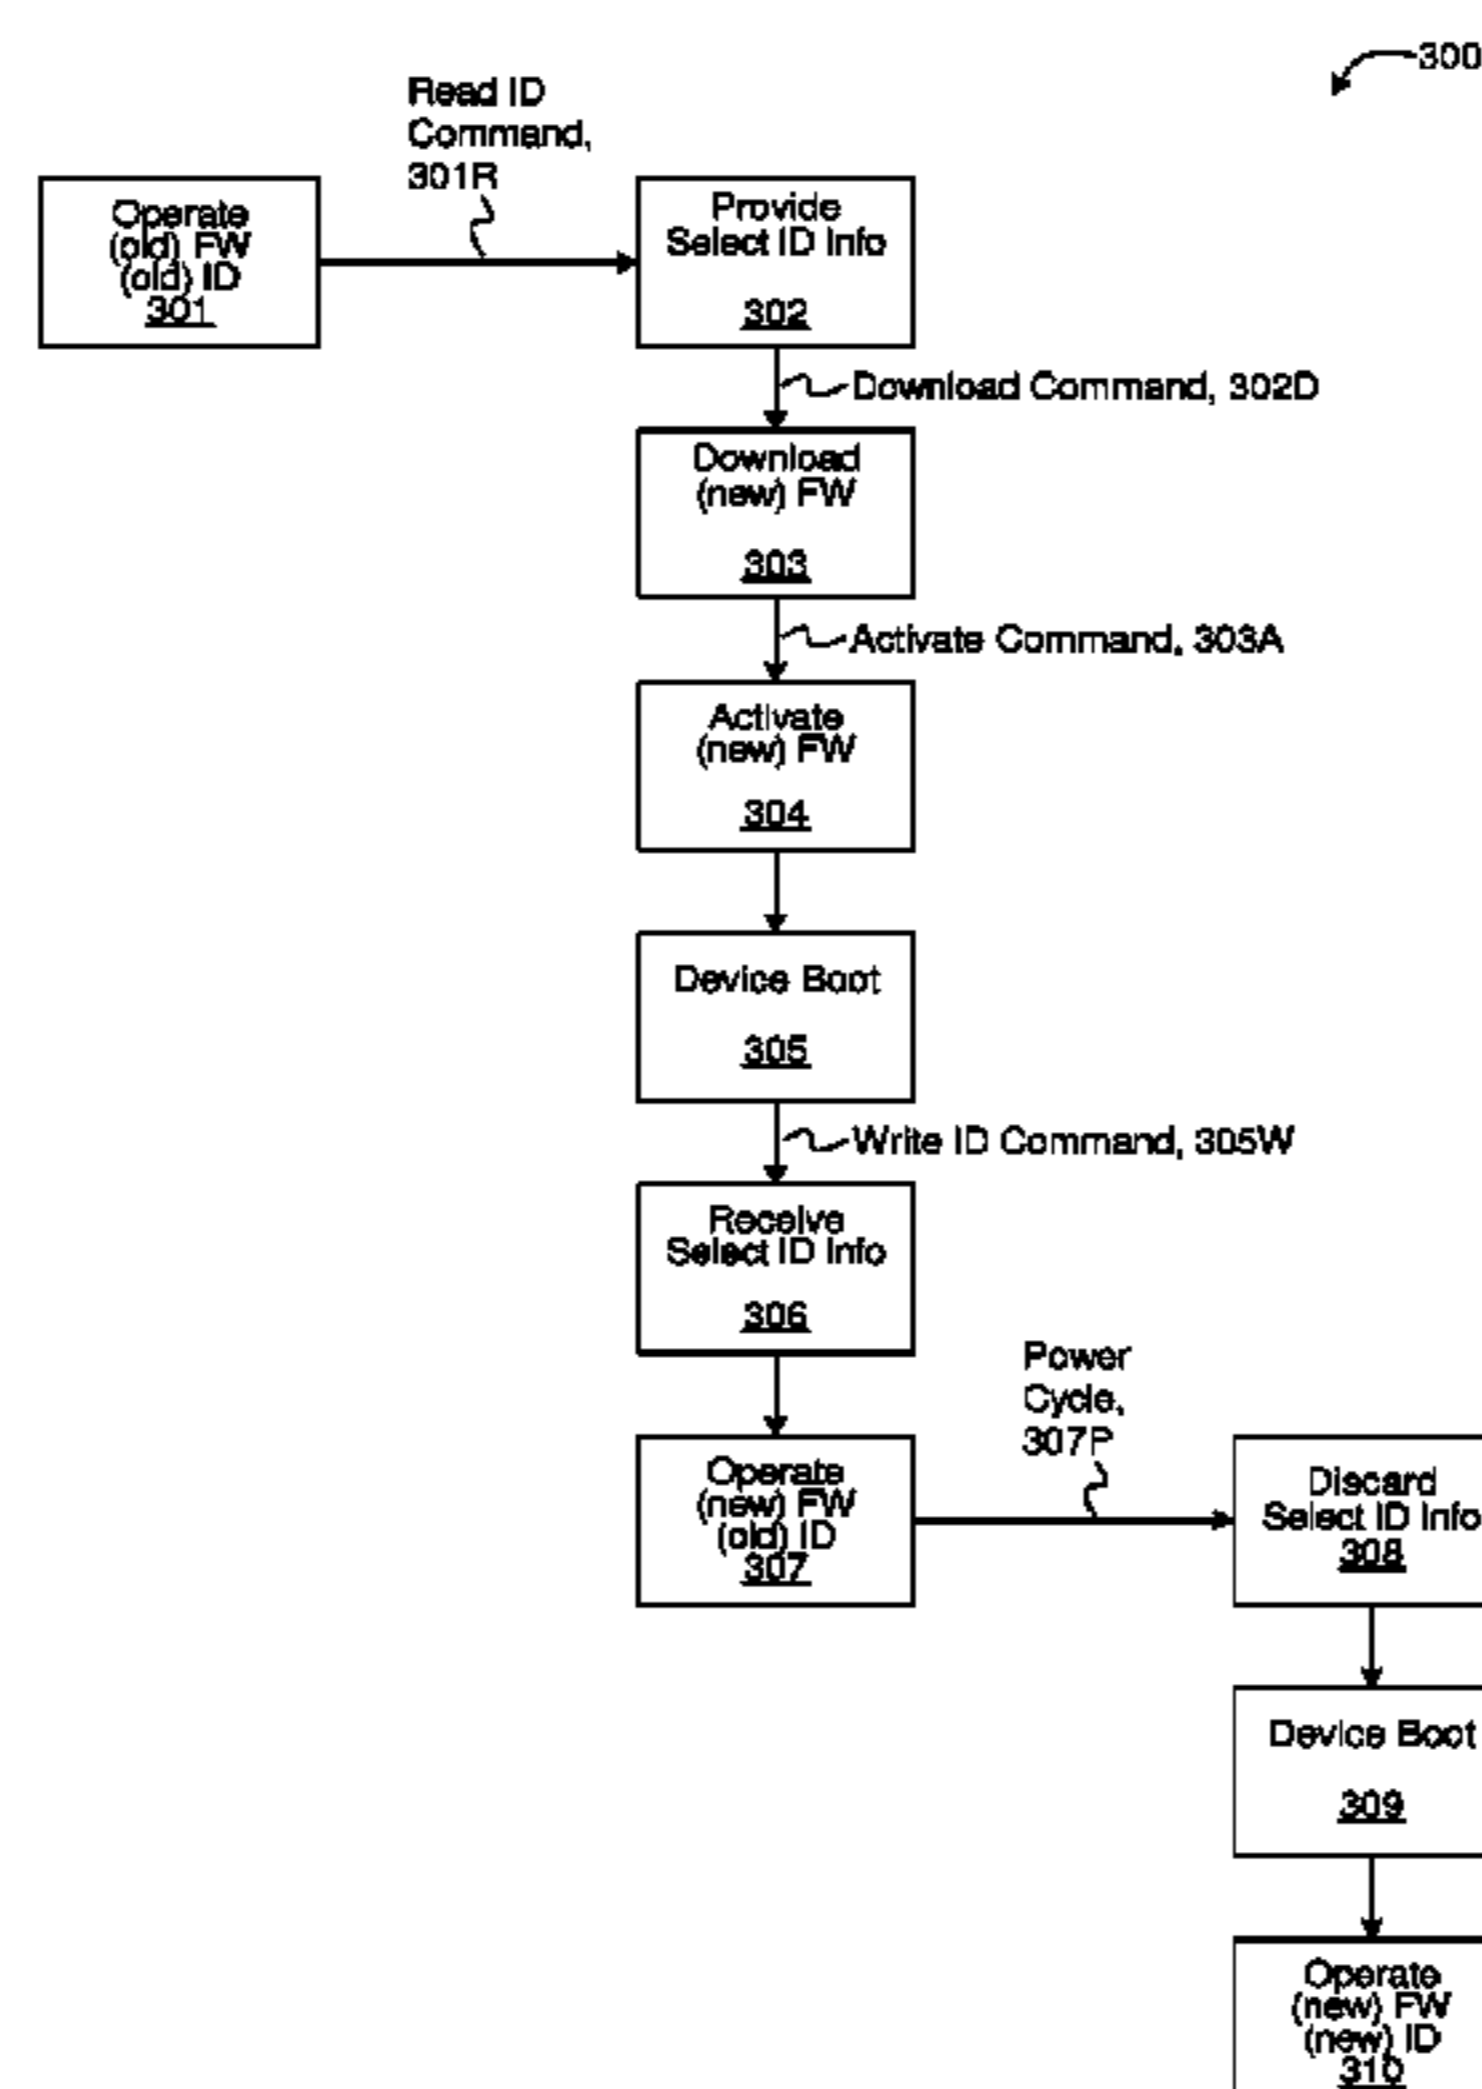 300
Read ID
Command,
301R
Operate
(old) FW
(old) ID
301
Provide
Select ID Info
302
Download Command, 302D
Download
(new) FW
303
Activate Command, 303A
Activate
(new) FW
304
Device Boot
305
Write ID Command, 305W
Receive
Select ID Info
306
Power
Cycle,
307P
Operate
(new) FW
(old) ID
307
Discard
Select ID Info
308
Device Boot
309
Operate
(new) FW
(new) ID
310